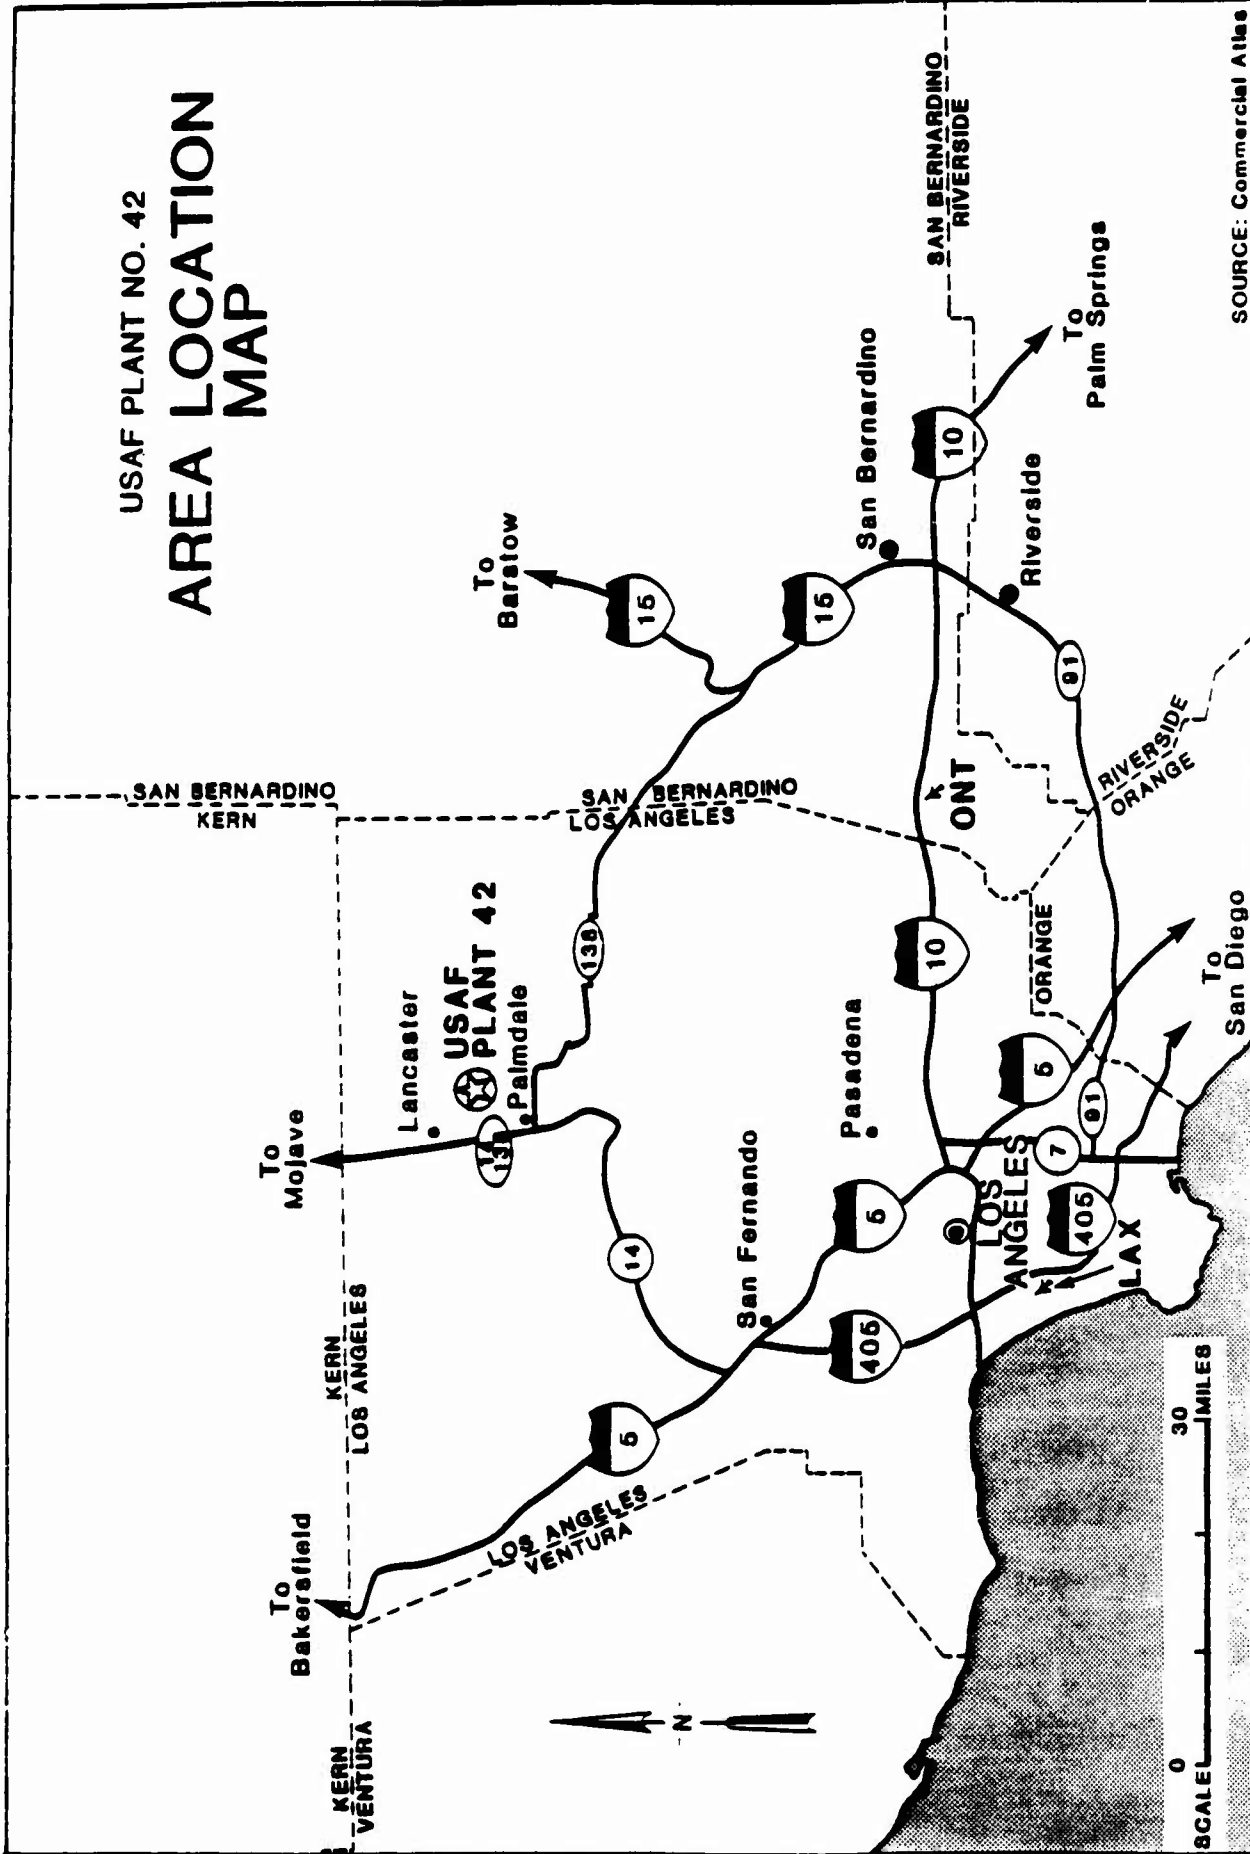 USAF PLANT NO. 42
AREA LOCATION
MAP
To
Bakersfield
To
Mojave
KERN
VENTURA
KERN
LOS ANGELES
SAN BERNARDINO
KERN
Lancaster
USAF
PLANT 42
Palmdale
14
138
To
Barstow
15
138
SAN BERNARDINO
LOS ANGELES
15
14
5
LOS ANGELES
VENTURA
San Fernando
405
5
Pasadena
10
ONT
San Bernardino
10
SAN BERNARDINO
RIVERSIDE
Riverside
To
Palm Springs
LOS
ANGELES
LAX
405
7
5
91
ORANGE
91
RIVERSIDE
ORANGE
To
San Diego
N
0
30
SCALE
MILES
SOURCE: Commercial Atlas